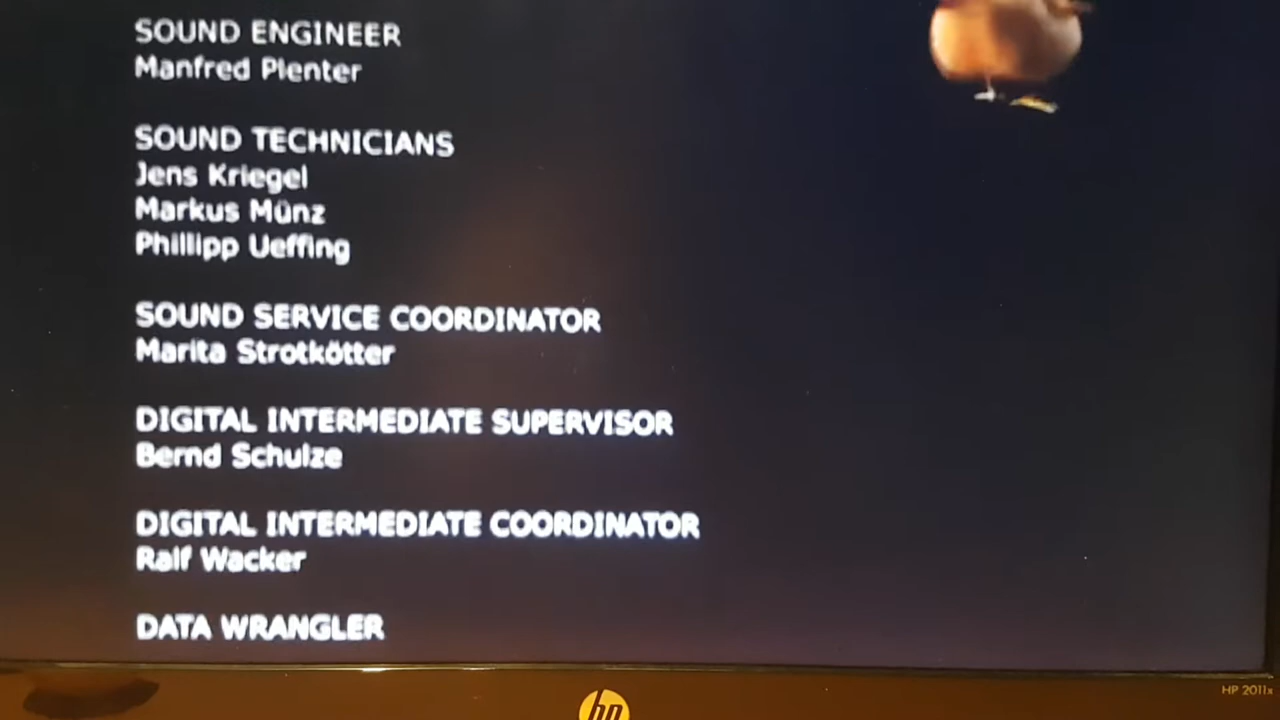 SOUND ENGINEER
Manfred Plenter
SOUND TECHNICIANS
Jens Kriegel
Markus Münz
Phillipp Ueffing
SOUND SERVICE COORDINATOR
Marita Strotkötter
DIGITAL INTERMEDIATE SUPERVISOR
Bernd Schulze
DIGITAL INTERMEDIATE COORDINATOR
Ralf Wacker
DATA WRANGLER
hp
HP 2011x